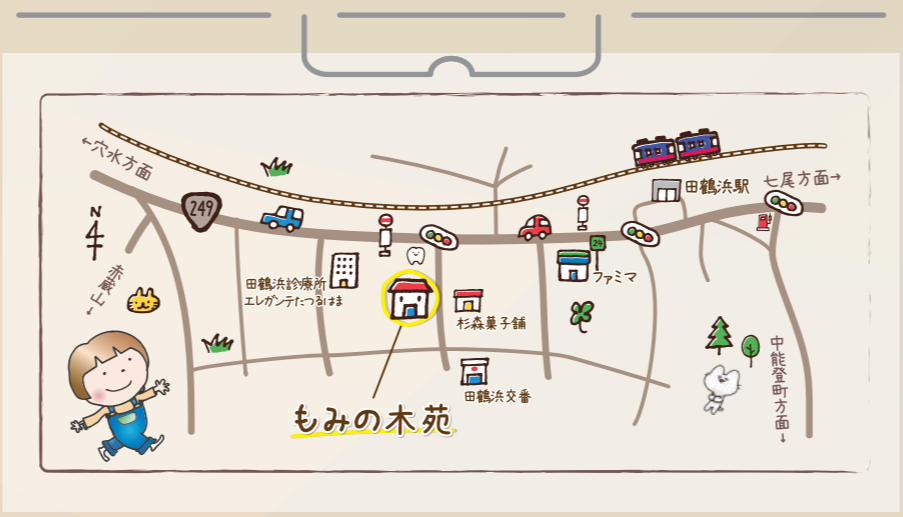 ←穴水方面
249
田鶴浜駅
七尾方面→
N
赤蔵山→
田鶴浜診療所
エレガンテたつるはま
24
ファミマ
杉森菓子舗
田鶴浜交番
もみの木苑
中能登町方面→